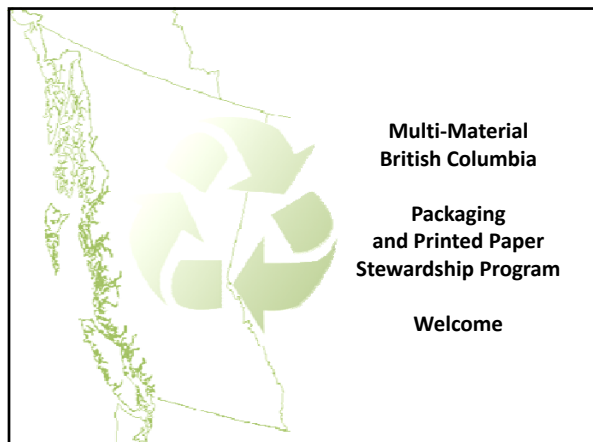 Multi-Material
British Columbia
Packaging
and Printed Paper
Stewardship Program
Welcome